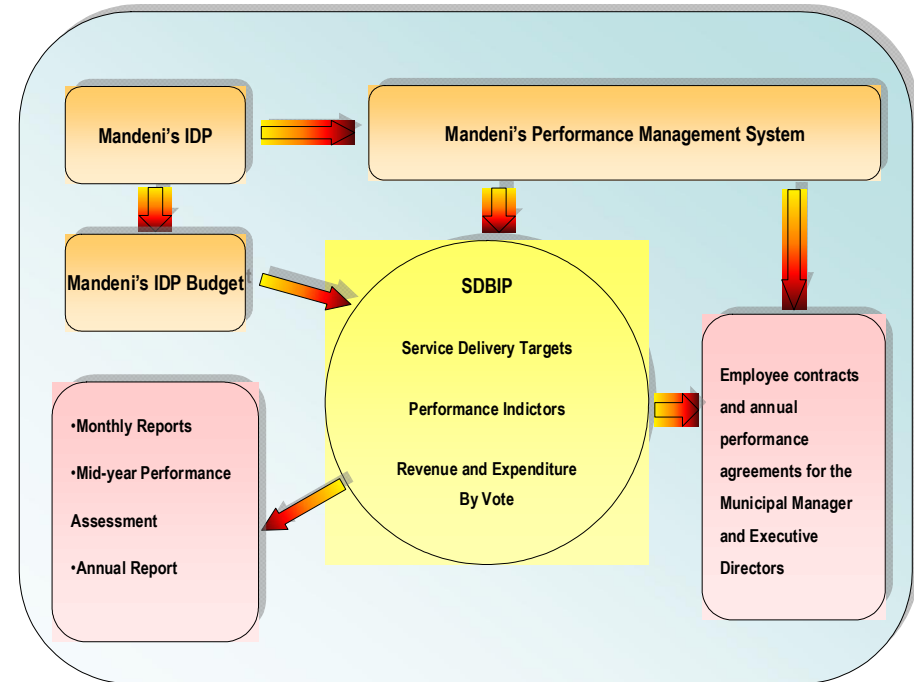 Mandeni's IDP
Mandeni's Performance Management System
Mandeni's IDP Budget
SDBIP
Service Delivery Targets
Performance Indictors
Revenue and Expenditure
By Vote
•Monthly Reports
•Mid-year Performance
Assessment
•Annual Report
Employee contracts
and annual
performance
agreements for the
Municipal Manager
and Executive
Directors